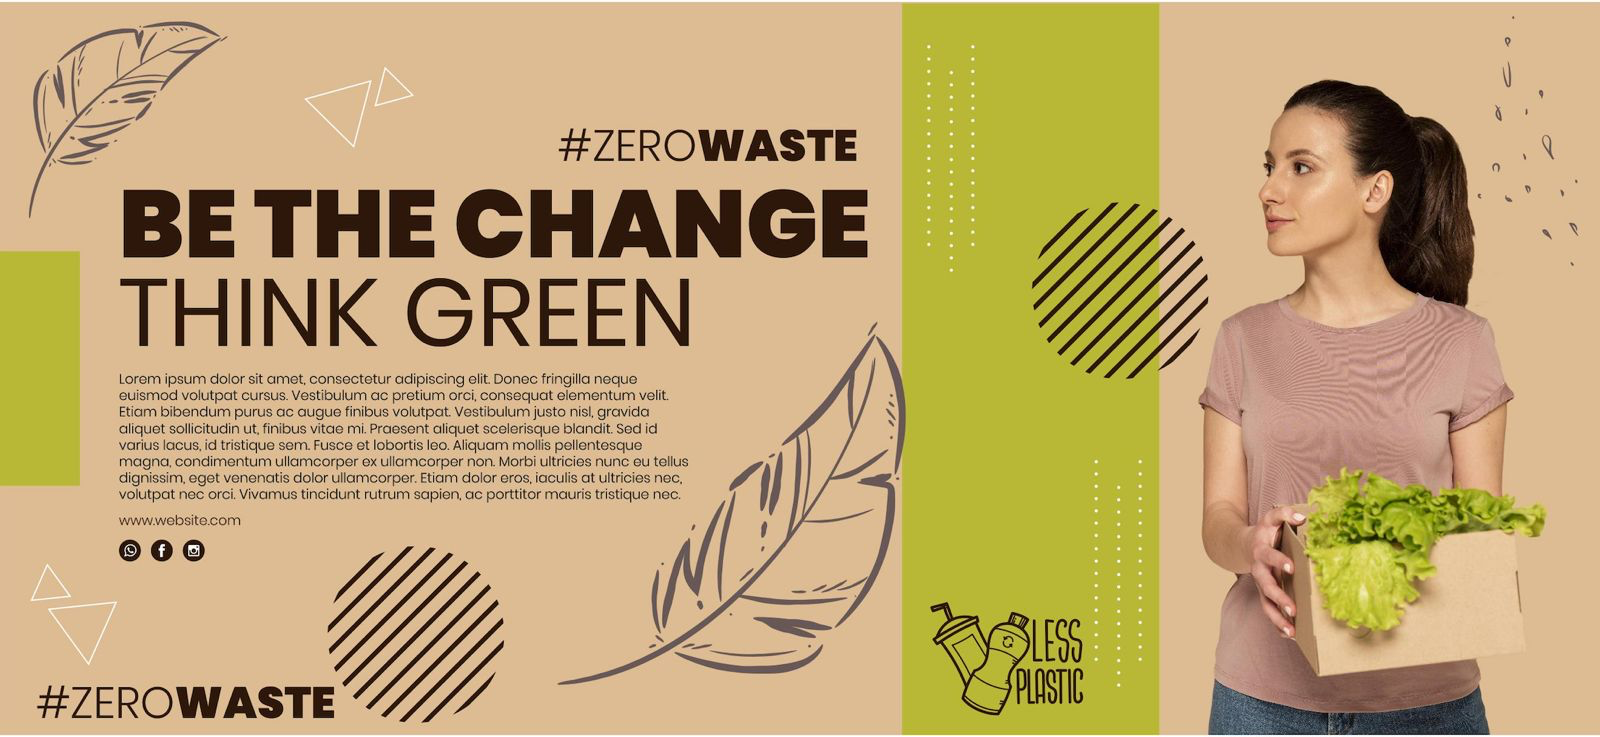 #ZEROWASTE
BE THE CHANGE
THINK GREEN
Lorem ipsum dolor sit amet, consectetur adipiscing elit. Donec fringilla neque
euismod volutpat cursus. Vestibulum ac pretium orci, consequat elementum velit.
Etiam bibendum purus ac augue finibus volutpat. Vestibulum justo nisl, gravida
aliquet sollicitudin ut, finibus vitae mi. Praesent aliquet scelerisque blandit. Sed id
varius lacus, id tristique sem. Fusce et lobortis leo. Aliquam mollis pellentesque
magna, condimentum ullamcorper ex ullamcorper non. Morbi ultricies nunc eu tellus
dignissim, eget venenatis dolor ullamcorper. Etiam dolor eros, iaculis at ultricies nec,
volutpat nec orci. Vivamus tincidunt rutrum sapien, ac porttitor mauris tristique nec.
www.website.com
#ZEROWASTE
LESS
PLASTIC